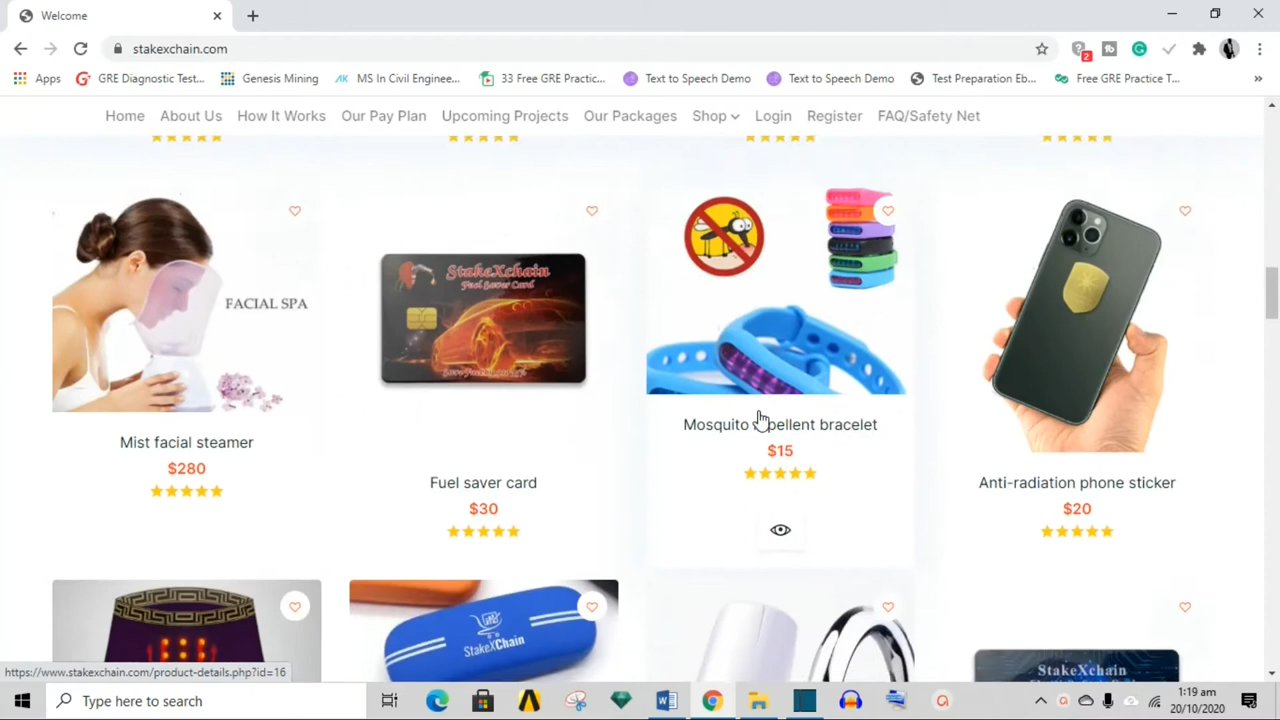 Welcome
stakexchain.com
2
Apps
GRE Diagnostic Test...
Genesis Mining
MS In Civil Enginee...
33 Free GRE Practic...
Text to Speech Demo
Text to Speech Demo
Test Preparation Eb...
Free GRE Practice T...
Home
About Us
How It Works
Our Pay Plan
Upcoming Projects
Our Packages
Shop
Login
Register
FAQ/Safety Net
FACIAL SPA
StakeXchain
Fuel Saver Card
Mist facial steamer
$280
Fuel saver card
$30
Mosquito repellent bracelet
$15
Anti-radiation phone sticker
$20
StakeXChain
StakeXchain
https://www.stakexchain.com/product-details.php?id=16
Type here to search
1:19 am
20/10/2020